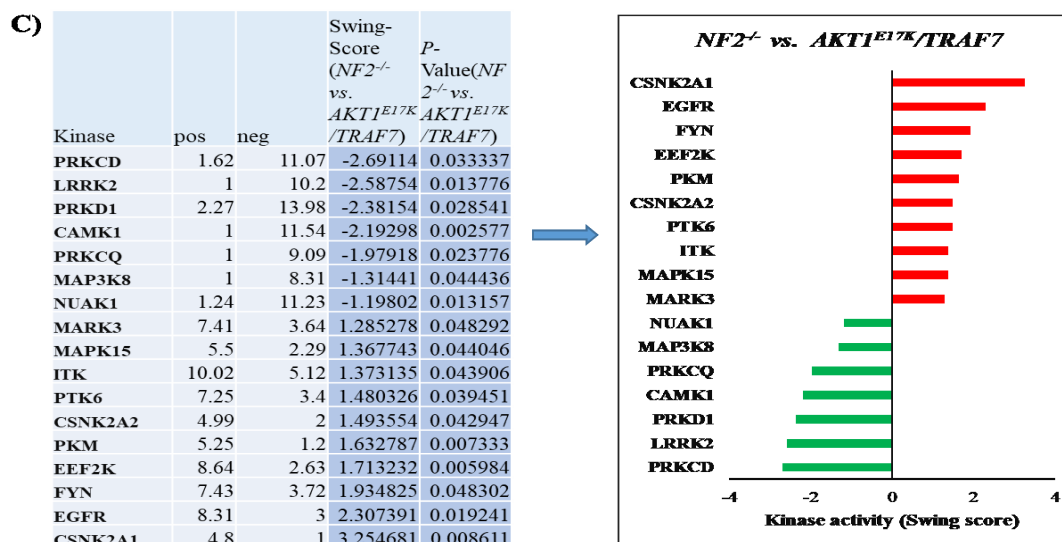 C)
Kinase pos neg Swing-Score (NF2-/- vs. AKT1E17K/TRAF7) P-Value(NF2-/- vs. AKT1E17K/TRAF7)
PRKCD 1.62 11.07 -2.69114 0.033337
LRRK2 1 10.2 -2.58754 0.013776
PRKD1 2.27 13.98 -2.38154 0.028541
CAMK1 1 11.54 -2.19298 0.002577
PRKCQ 1 9.09 -1.97918 0.023776
MAP3K8 1 8.31 -1.31441 0.044436
NUAK1 1.24 11.23 -1.19802 0.013157
MARK3 7.41 3.64 1.285278 0.048292
MAPK15 5.5 2.29 1.367743 0.044046
ITK 10.02 5.12 1.373135 0.043906
PTK6 7.25 3.4 1.480326 0.039451
CSNK2A2 4.99 2 1.493554 0.042947
PKM 5.25 1.2 1.632787 0.007333
EEF2K 8.64 2.63 1.713232 0.005984
FYN 7.43 3.72 1.934825 0.048302
EGFR 8.31 3 2.307391 0.019241
CSNK2A1 4.8 1 3.254681 0.008611
NF2-/- vs. AKT1E17K/TRAF7
CSNK2A1
EGFR
FYN
EEF2K
PKM
CSNK2A2
PTK6
ITK
MAPK15
MARK3
NUAK1
MAP3K8
PRKCQ
CAMK1
PRKD1
LRRK2
PRKCD
−4 −2 0 2 4
Kinase activity (Swing score)